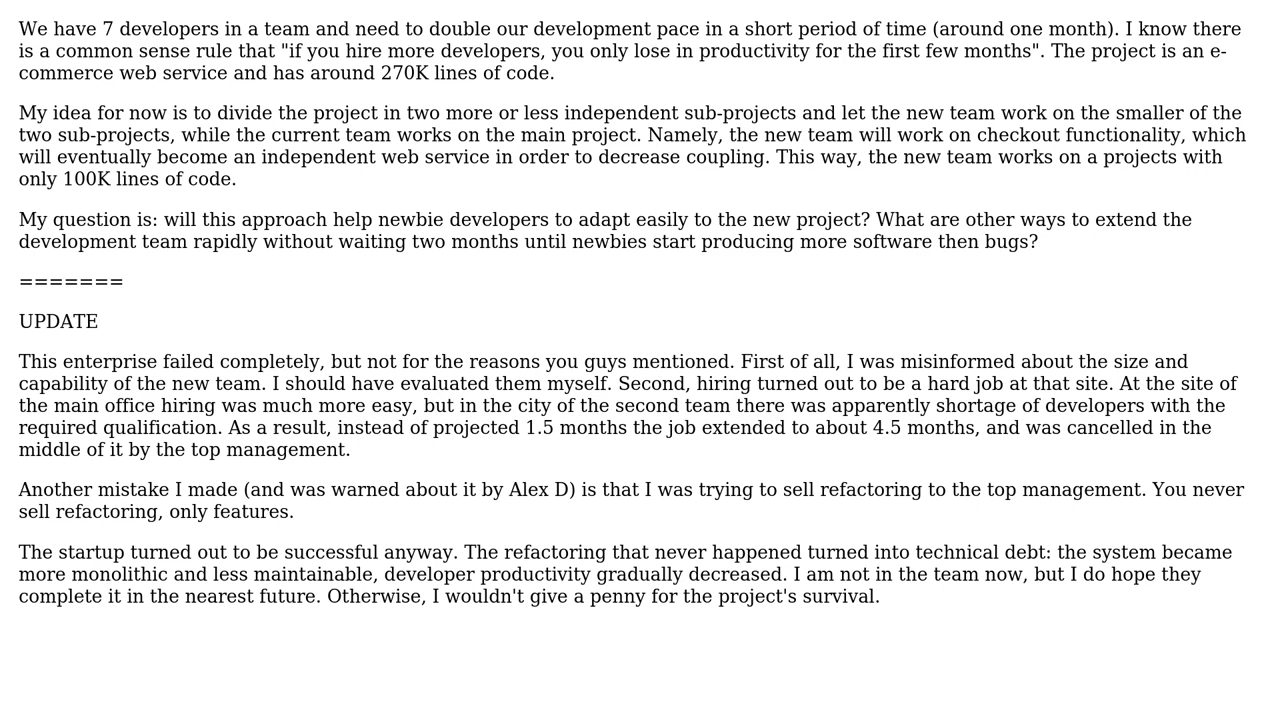 We have 7 developers in a team and need to double our development pace in a short period of time (around one month). I know there
is a common sense rule that "if you hire more developers, you only lose in productivity for the first few months". The project is an e-
commerce web service and has around 270K lines of code.
My idea for now is to divide the project in two more or less independent sub-projects and let the new team work on the smaller of the
two sub-projects, while the current team works on the main project. Namely, the new team will work on checkout functionality, which
will eventually become an independent web service in order to decrease coupling. This way, the new team works on a projects with
only 100K lines of code.
My question is: will this approach help newbie developers to adapt easily to the new project? What are other ways to extend the
development team rapidly without waiting two months until newbies start producing more software then bugs?
=======
UPDATE
This enterprise failed completely, but not for the reasons you guys mentioned. First of all, I was misinformed about the size and
capability of the new team. I should have evaluated them myself. Second, hiring turned out to be a hard job at that site. At the site of
the main office hiring was much more easy, but in the city of the second team there was apparently shortage of developers with the
required qualification. As a result, instead of projected 1.5 months the job extended to about 4.5 months, and was cancelled in the
middle of it by the top management.
Another mistake I made (and was warned about it by Alex D) is that I was trying to sell refactoring to the top management. You never
sell refactoring, only features.
The startup turned out to be successful anyway. The refactoring that never happened turned into technical debt: the system became
more monolithic and less maintainable, developer productivity gradually decreased. I am not in the team now, but I do hope they
complete it in the nearest future. Otherwise, I wouldn't give a penny for the project's survival.